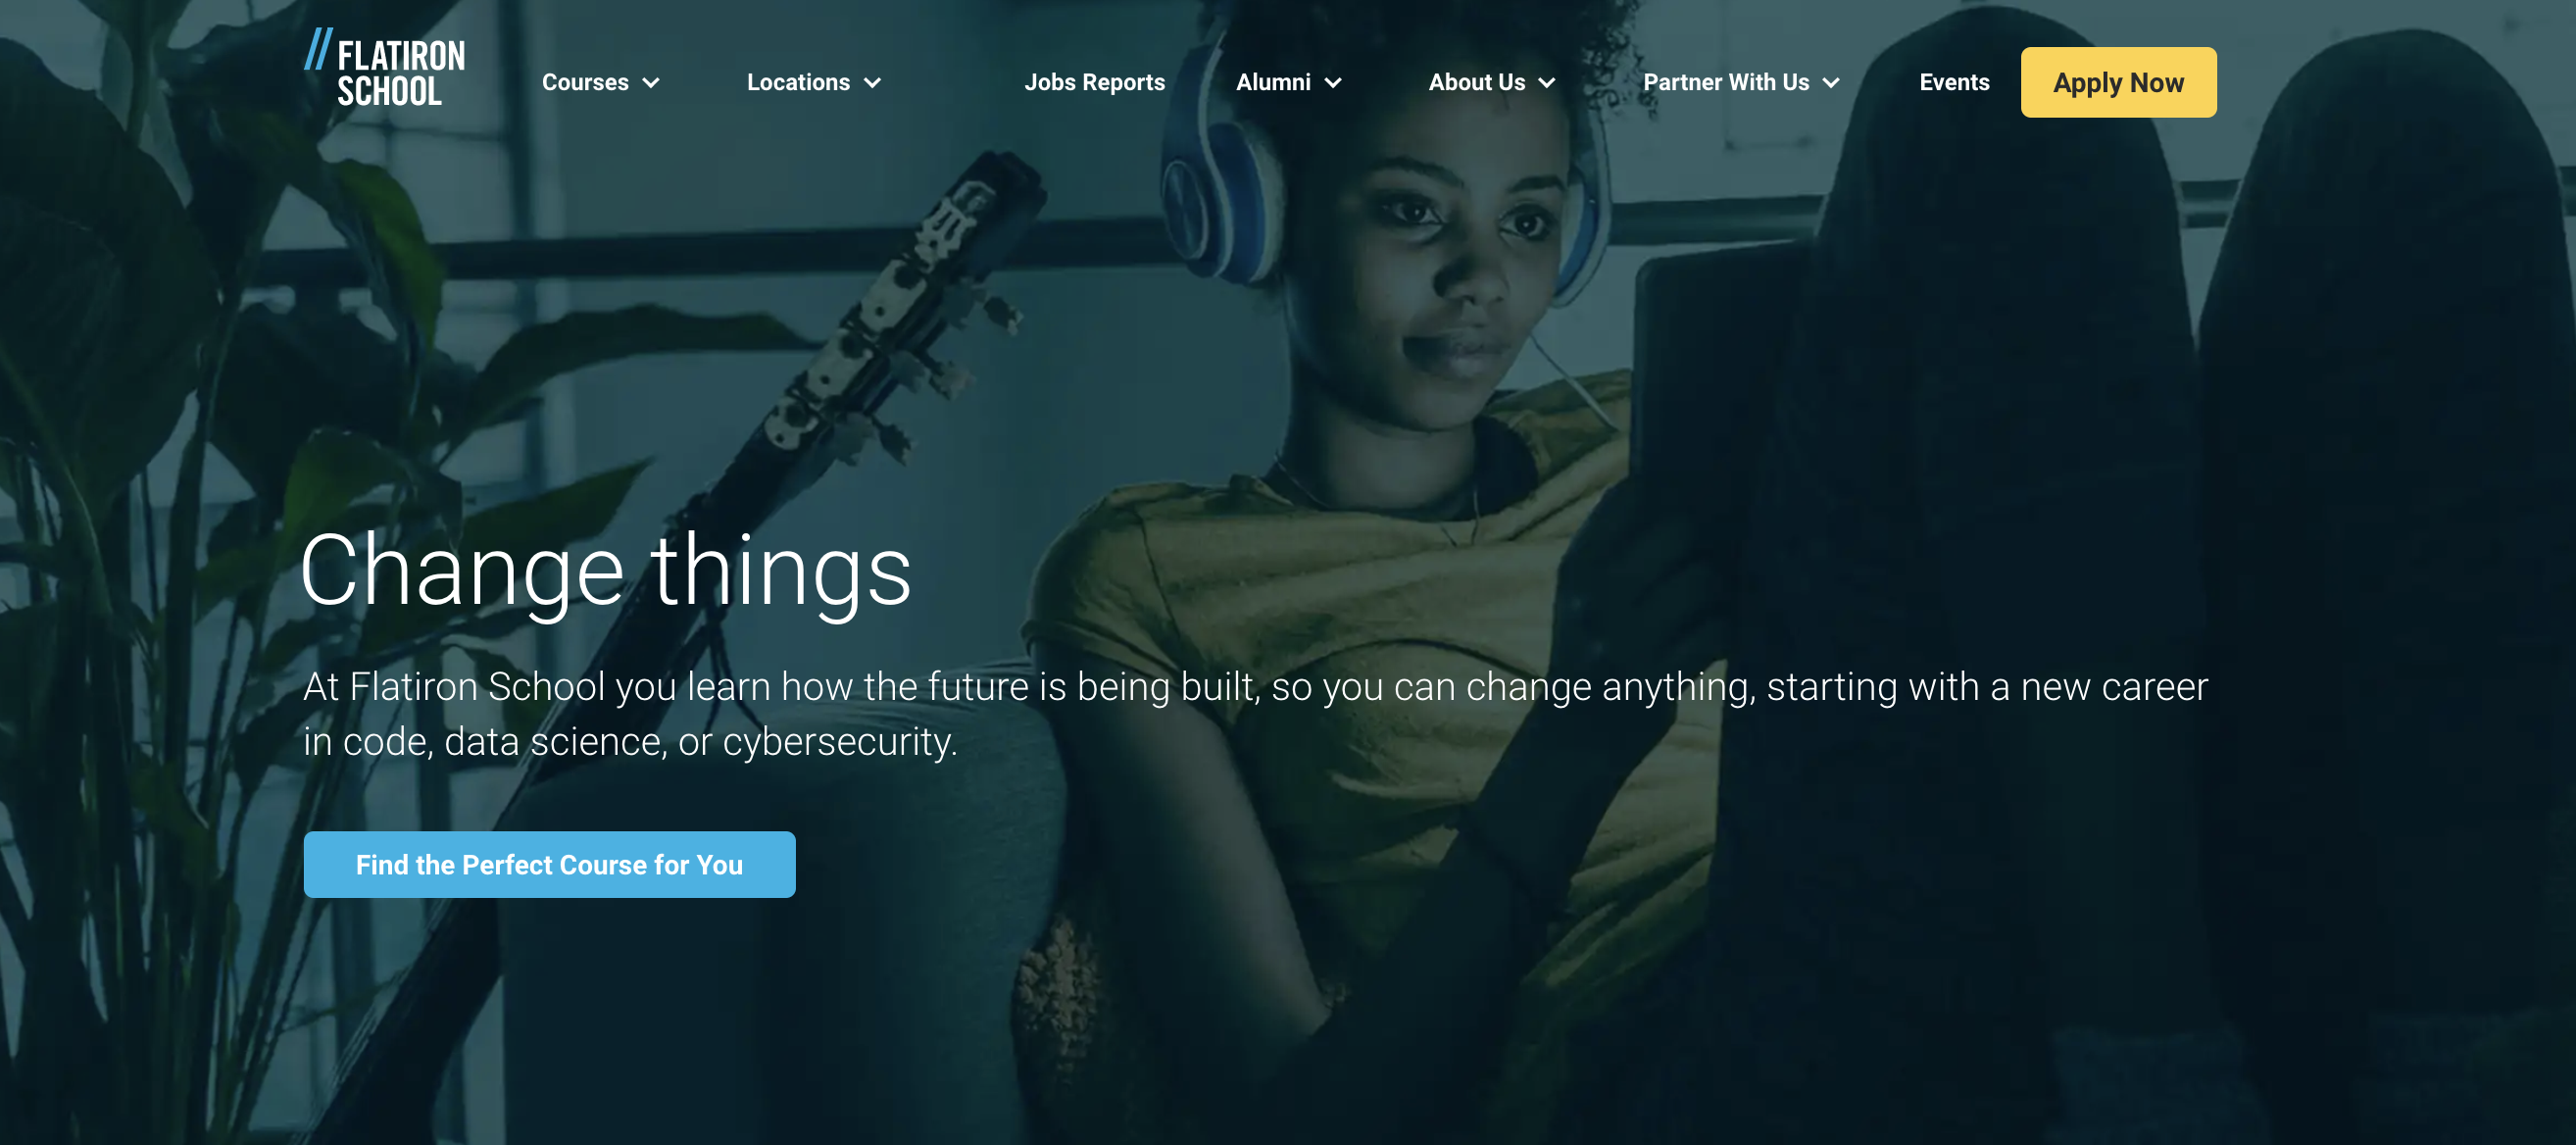 // FLATIRON
SCHOOL
Courses
Locations
Jobs Reports
Alumni
About Us
Partner With Us
Events
Apply Now
Change things
At Flatiron School you learn how the future is being built, so you can change anything, starting with a new career
in code, data science, or cybersecurity.
Find the Perfect Course for You